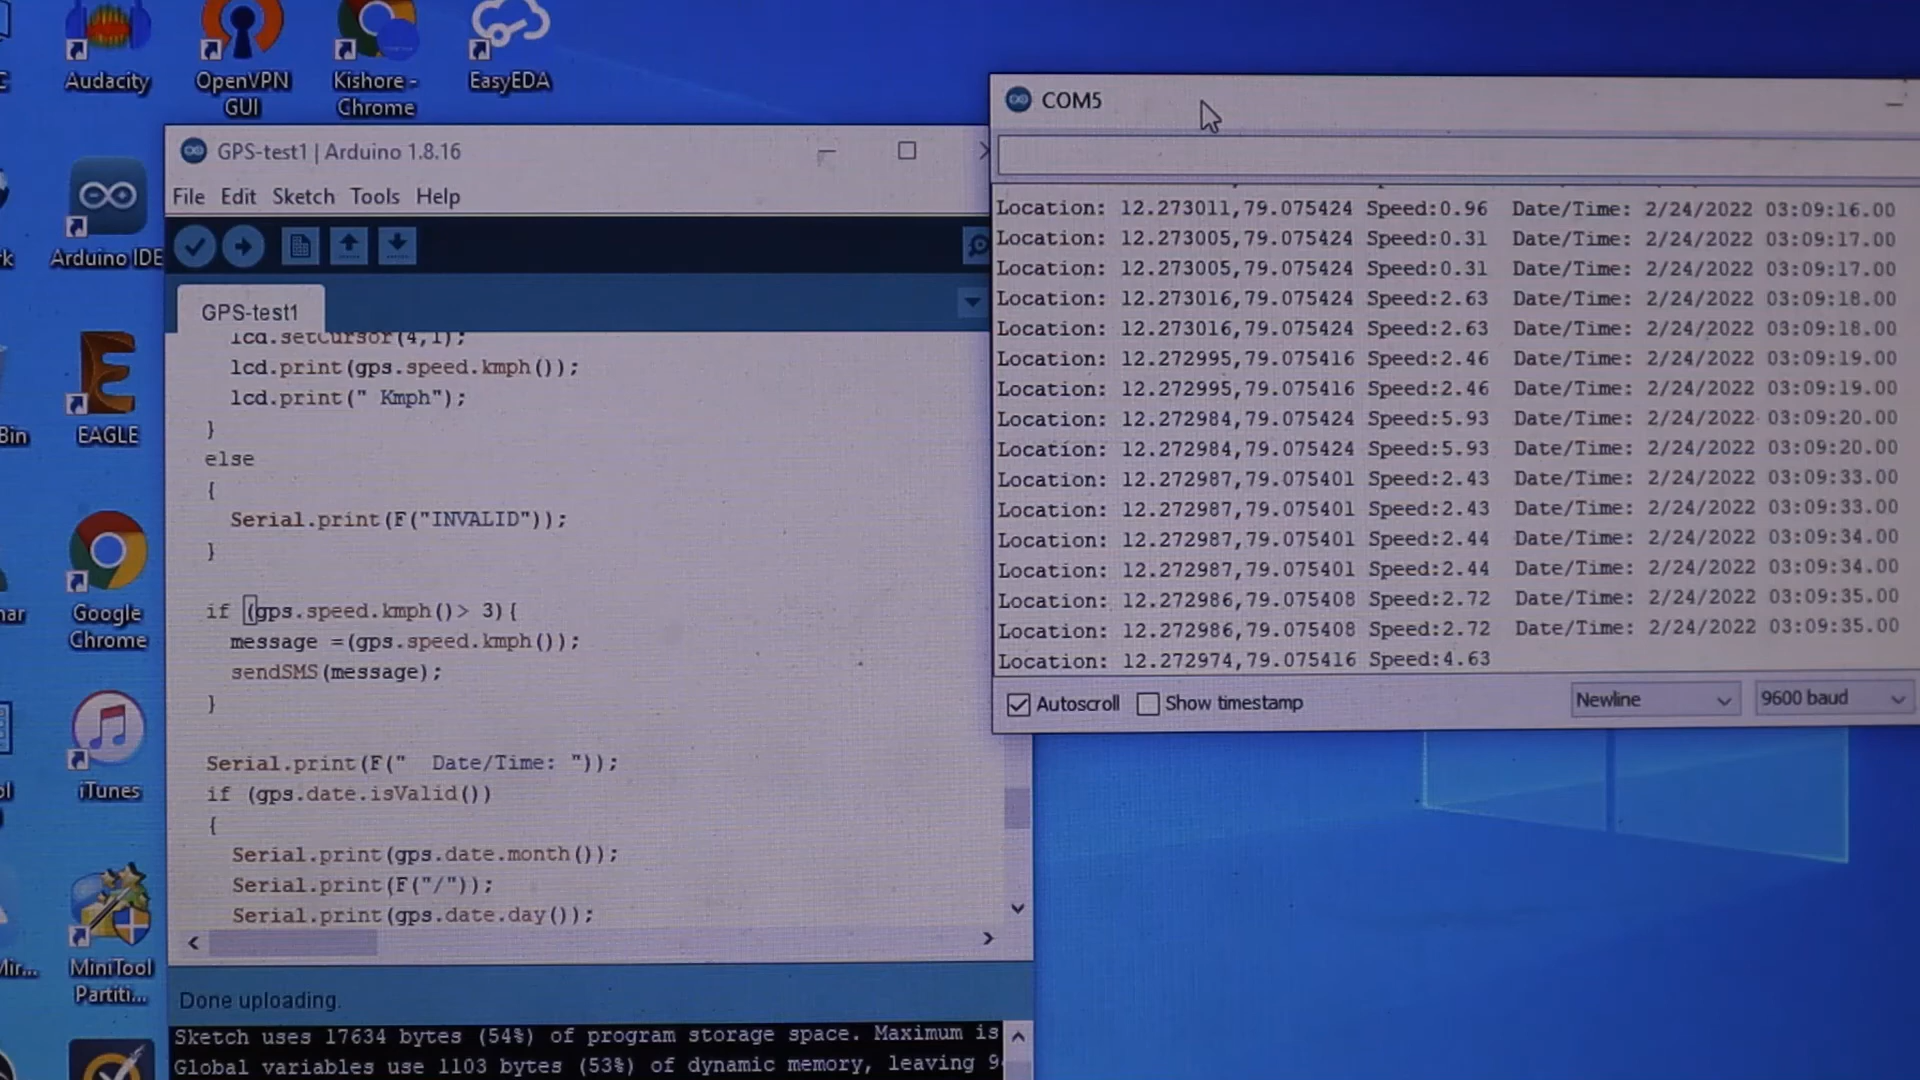 Audacity
OpenVPN
GUI
Kishore -
Chrome
EasyEDA
Arduino IDE
Bin
EAGLE
Google
Chrome
iTunes
MiniTool
Partiti...
GPS-test1 | Arduino 1.8.16
File Edit Sketch Tools Help
GPS-test1
lcd.setCursor(4,1);
lcd.print(gps.speed.kmph());
lcd.print(" Kmph");
}
else
{
Serial.print(F("INVALID"));
}
if (gps.speed.kmph()> 3){
message =(gps.speed.kmph());
sendSMS(message);
}
Serial.print(F("  Date/Time: "));
if (gps.date.isValid())
{
Serial.print(gps.date.month());
Serial.print(F("/"));
Serial.print(gps.date.day());
Done uploading.
Sketch uses 17634 bytes (54%) of program storage space. Maximum is
Global variables use 1103 bytes (53%) of dynamic memory, leaving 9
COM5
Location: 12.273011,79.075424 Speed:0.96  Date/Time: 2/24/2022 03:09:16.00
Location: 12.273005,79.075424 Speed:0.31  Date/Time: 2/24/2022 03:09:17.00
Location: 12.273005,79.075424 Speed:0.31  Date/Time: 2/24/2022 03:09:17.00
Location: 12.273016,79.075424 Speed:2.63  Date/Time: 2/24/2022 03:09:18.00
Location: 12.273016,79.075424 Speed:2.63  Date/Time: 2/24/2022 03:09:18.00
Location: 12.272995,79.075416 Speed:2.46  Date/Time: 2/24/2022 03:09:19.00
Location: 12.272995,79.075416 Speed:2.46  Date/Time: 2/24/2022 03:09:19.00
Location: 12.272984,79.075424 Speed:5.93  Date/Time: 2/24/2022 03:09:20.00
Location: 12.272984,79.075424 Speed:5.93  Date/Time: 2/24/2022 03:09:20.00
Location: 12.272987,79.075401 Speed:2.43  Date/Time: 2/24/2022 03:09:33.00
Location: 12.272987,79.075401 Speed:2.43  Date/Time: 2/24/2022 03:09:33.00
Location: 12.272987,79.075401 Speed:2.44  Date/Time: 2/24/2022 03:09:34.00
Location: 12.272987,79.075401 Speed:2.44  Date/Time: 2/24/2022 03:09:34.00
Location: 12.272986,79.075408 Speed:2.72  Date/Time: 2/24/2022 03:09:35.00
Location: 12.272986,79.075408 Speed:2.72  Date/Time: 2/24/2022 03:09:35.00
Location: 12.272974,79.075416 Speed:4.63
Autoscroll Show timestamp Newline 9600 baud